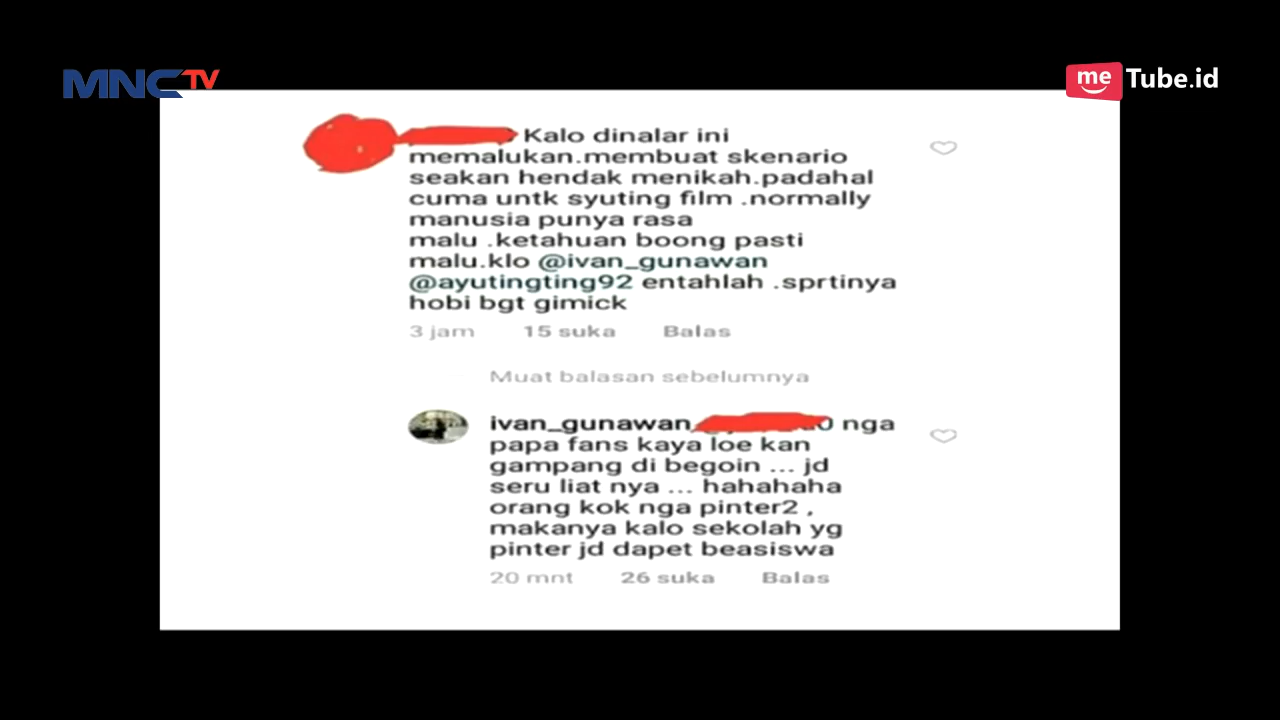 MNCTV
me Tube.id
Kalo dinalar ini
memalukan.membuat skenario
seakan hendak menikah.padahal
cuma untk syuting film .normally
manusia punya rasa
malu .ketahuan boong pasti
malu.klo @ivan_gunawan
@ayutingting92 entahlah .sprtinya
hobi bgt gimick
3 jam 15 suka Balas
Muat balasan sebelumnya
ivan_gunawan nga
papa fans kaya loe kan
gampang di begoin ... jd
seru liat nya ... hahahaha
orang kok nga pinter2 ,
makanya kalo sekolah yg
pinter jd dapet beasiswa
20 mnt 26 suka Balas